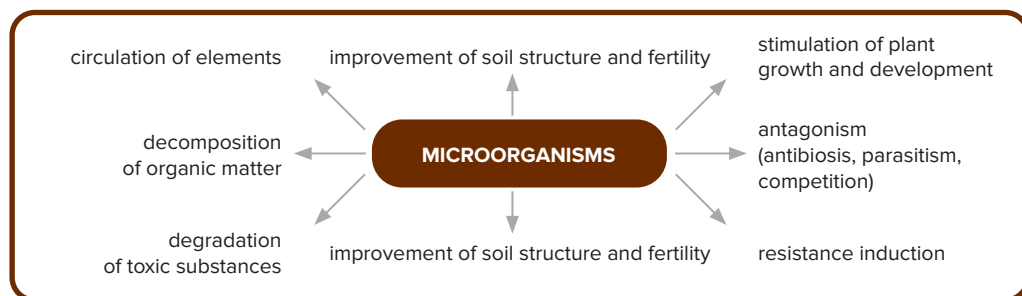 circulation of elements
improvement of soil structure and fertility
stimulation of plant
growth and development
decomposition
of organic matter
MICROORGANISMS
antagonism
(antibiosis, parasitism,
competition)
degradation
of toxic substances
improvement of soil structure and fertility
resistance induction